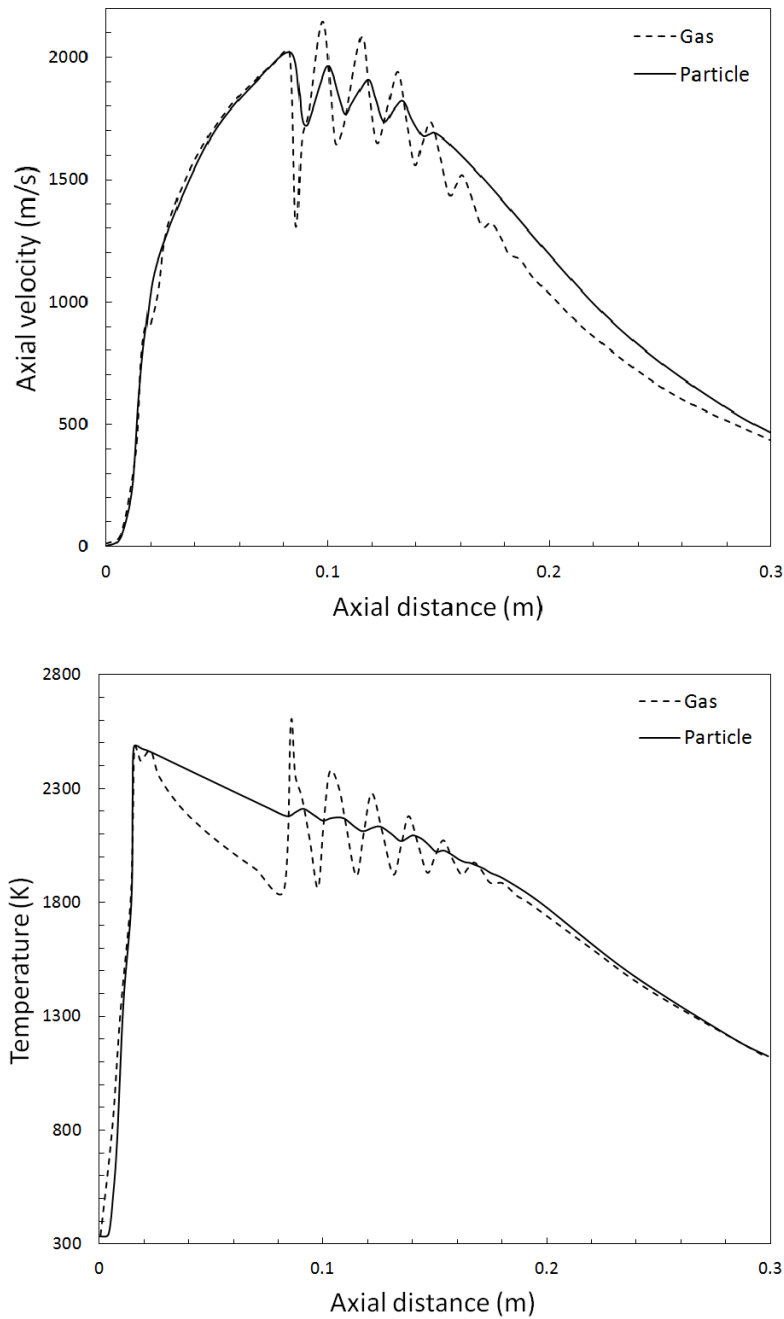 2000
1500
1000
500
0
Axial velocity (m/s)
Gas
Particle
0
0.1
0.2
0.3
Axial distance (m)
2800
2300
1800
1300
800
300
Temperature (K)
Gas
Particle
0
0.1
0.2
0.3
Axial distance (m)